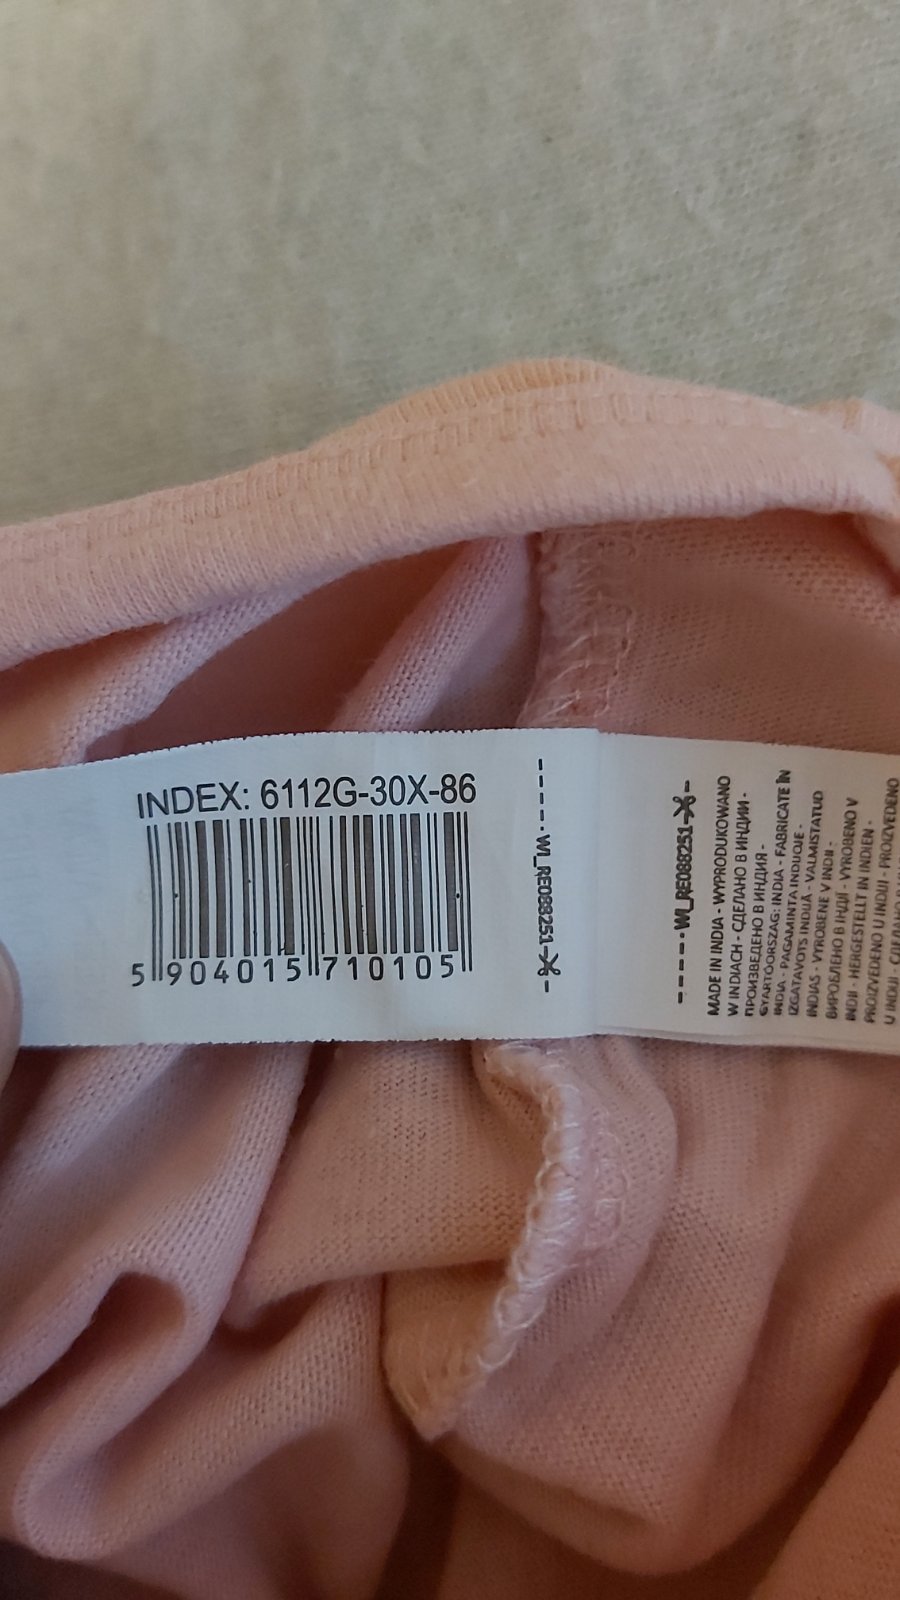 INDEX: 6112G-30X-86
5 904015 710105
-----·WI_RE088251-✂-
-----·WI_RE088251-✂-
MADE IN INDIA - WYPRODUKOWANO
W INDIACH - СДЕЛАНО В ИНДИИ -
ПРОИЗВЕДЕНО В ИНДИЯ -
GYÁRTÓORSZÁG: INDIA - FABRICATE ÎN
INDIA - PAGAMINTA INDIJOJE -
IZGATAVOTS INDIJĀ - VALMISTATUD
INDIAS - VYROBENE V INDII -
ВИРОБЛЕНО В ІНДІЇ - VYROBENO V
INDII - HERGESTELLT IN INDIEN -
PROIZVEDENO U INDIJI - PROIZVEDENO
U INDIJI -